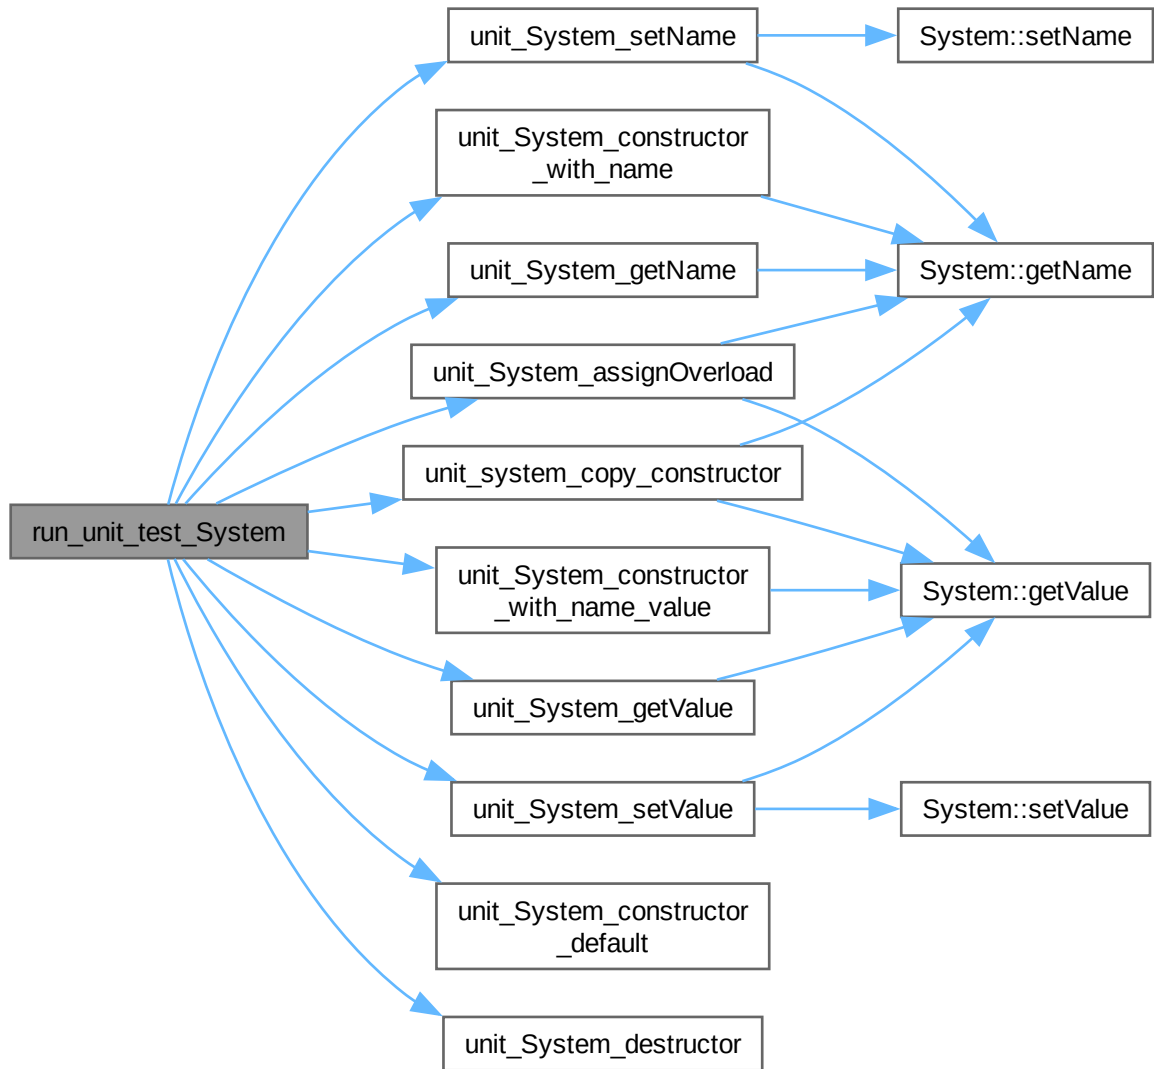 unit_System_setName
System::setName
unit_System_constructor
_with_name
unit_System_getName
System::getName
unit_System_assignOverload
unit_system_copy_constructor
run_unit_test_System
unit_System_constructor
_with_name_value
System::getValue
unit_System_getValue
unit_System_setValue
System::setValue
unit_System_constructor
_default
unit_System_destructor